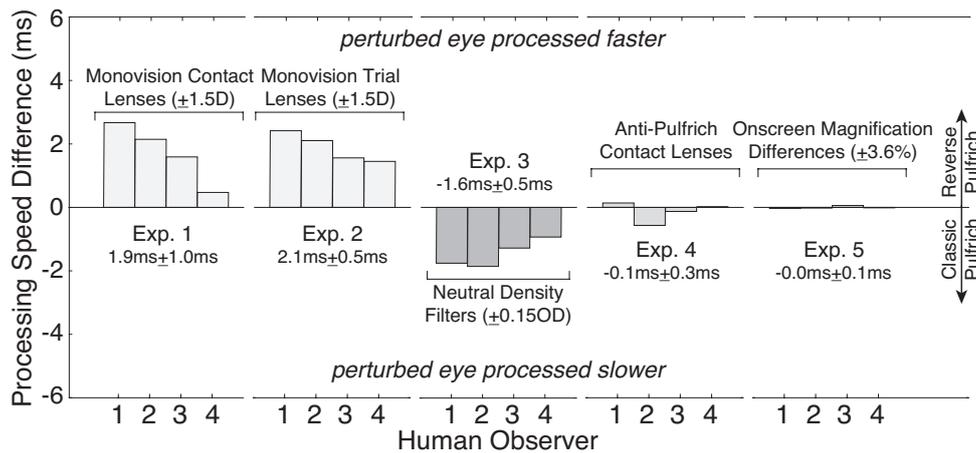 Processing Speed Difference (ms)
6
4
2
0
-2
-4
-6
perturbed eye processed faster
Monovision Contact
Lenses (±1.5D)
Exp. 1
1.9ms±1.0ms
Monovision Trial
Lenses (±1.5D)
Exp. 2
2.1ms±0.5ms
Exp. 3
-1.6ms±0.5ms
Neutral Density
Filters (±0.15OD)
Anti-Pulfrich
Contact Lenses
Exp. 4
-0.1ms±0.3ms
Onscreen Magnification
Differences (±3.6%)
Exp. 5
-0.0ms±0.1ms
Reverse
Pulfrich
Classic
Pulfrich
perturbed eye processed slower
1 2 3 4 1 2 3 4 1 2 3 4 1 2 3 4 1 2 3 4
Human Observer